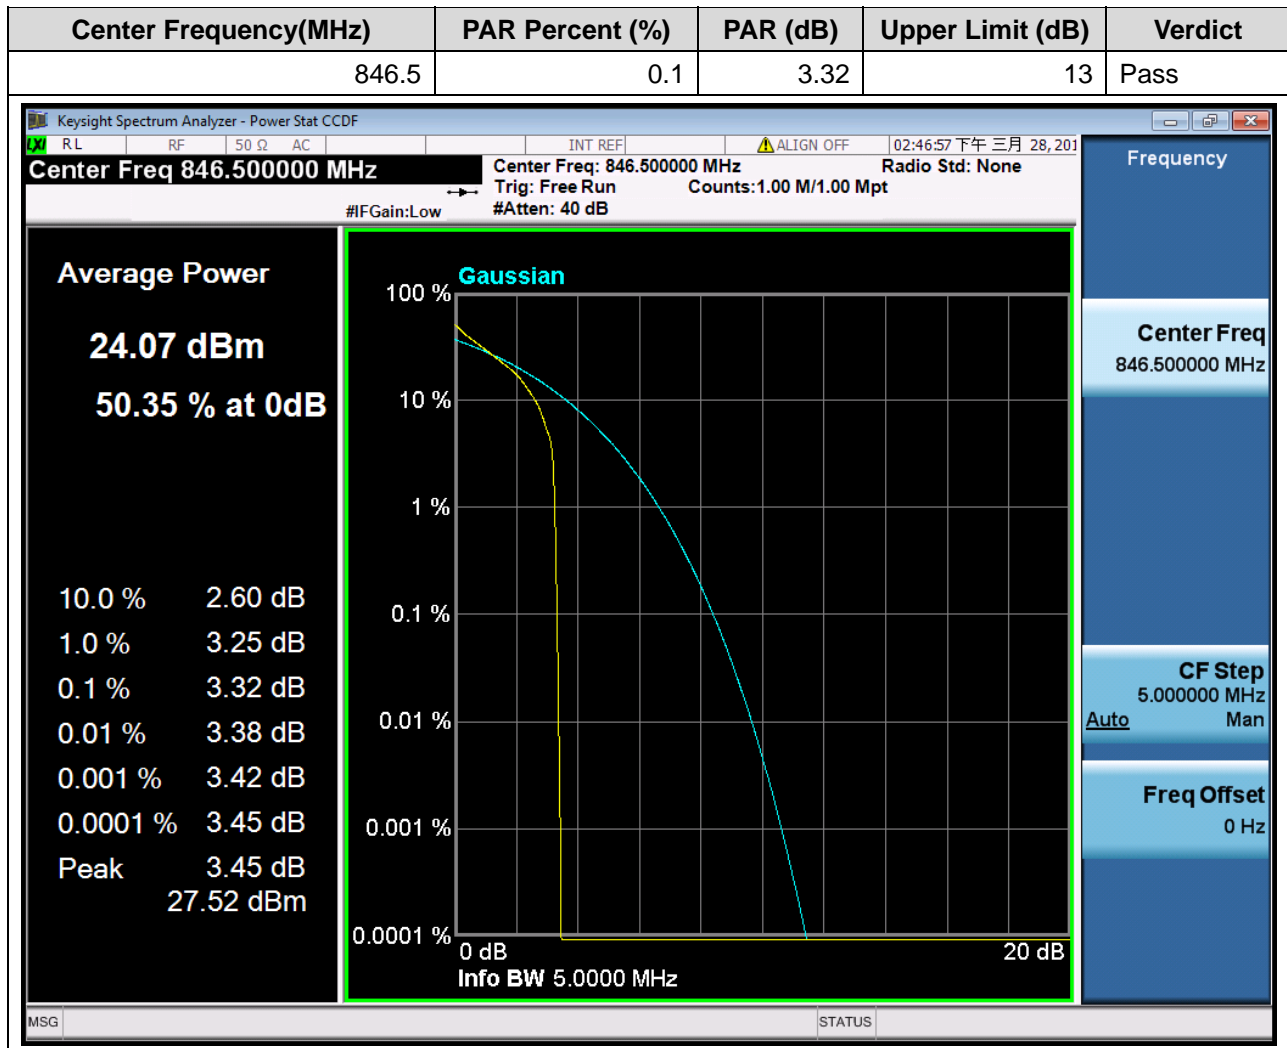 Center Frequency(MHz) PAR Percent (%) PAR (dB) Upper Limit (dB) Verdict
846.5 0.1 3.32 13 Pass
Keysight Spectrum Analyzer - Power Stat CCDF
LXI RL RF 50 Ω AC INT REF ALIGN OFF 02:46:57 下午 三月 28, 201
Center Freq 846.500000 MHz
Center Freq: 846.500000 MHz Radio Std: None
Trig: Free Run Counts:1.00 M/1.00 Mpt
#IFGain:Low #Atten: 40 dB
Average Power
24.07 dBm
50.35 % at 0dB
10.0 % 2.60 dB
1.0 % 3.25 dB
0.1 % 3.32 dB
0.01 % 3.38 dB
0.001 % 3.42 dB
0.0001 % 3.45 dB
Peak 3.45 dB
27.52 dBm
Gaussian
100 %
10 %
1 %
0.1 %
0.01 %
0.001 %
0.0001 %
0 dB 20 dB
Info BW 5.0000 MHz
Frequency
Center Freq
846.500000 MHz
CF Step
5.000000 MHz
Auto Man
Freq Offset
0 Hz
MSG STATUS